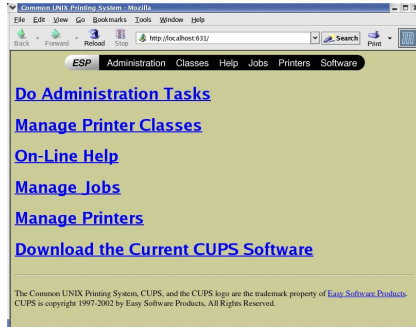 Common UNIX Printing System - Mozilla
File Edit View Go Bookmarks Tools Window Help
Back Forward Reload Stop http://localhost:631/ Search Print
ESP Administration Classes Help Jobs Printers Software
Do Administration Tasks
Manage Printer Classes
On-Line Help
Manage Jobs
Manage Printers
Download the Current CUPS Software
The Common UNIX Printing System, CUPS, and the CUPS logo are the trademark property of Easy Software Products.
CUPS is copyright 1997-2002 by Easy Software Products, All Rights Reserved.